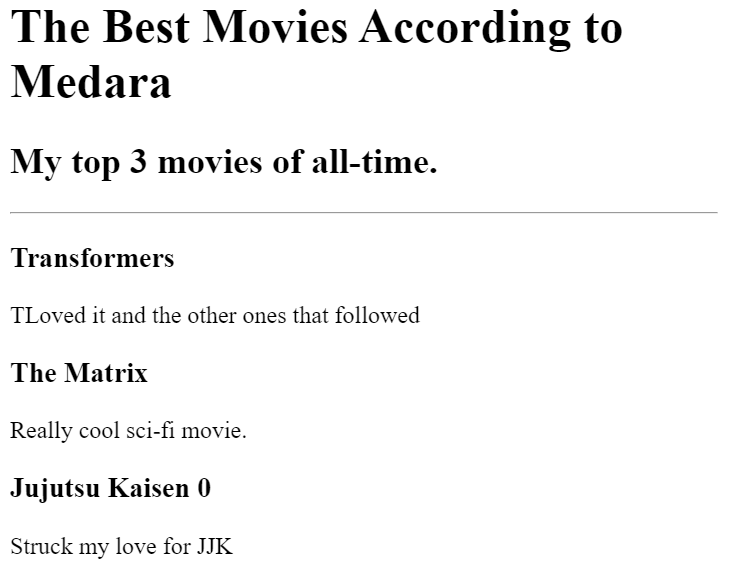 The Best Movies According to
Medara
My top 3 movies of all-time.
Transformers
TLoved it and the other ones that followed
The Matrix
Really cool sci-fi movie.
Jujutsu Kaisen 0
Struck my love for JJK